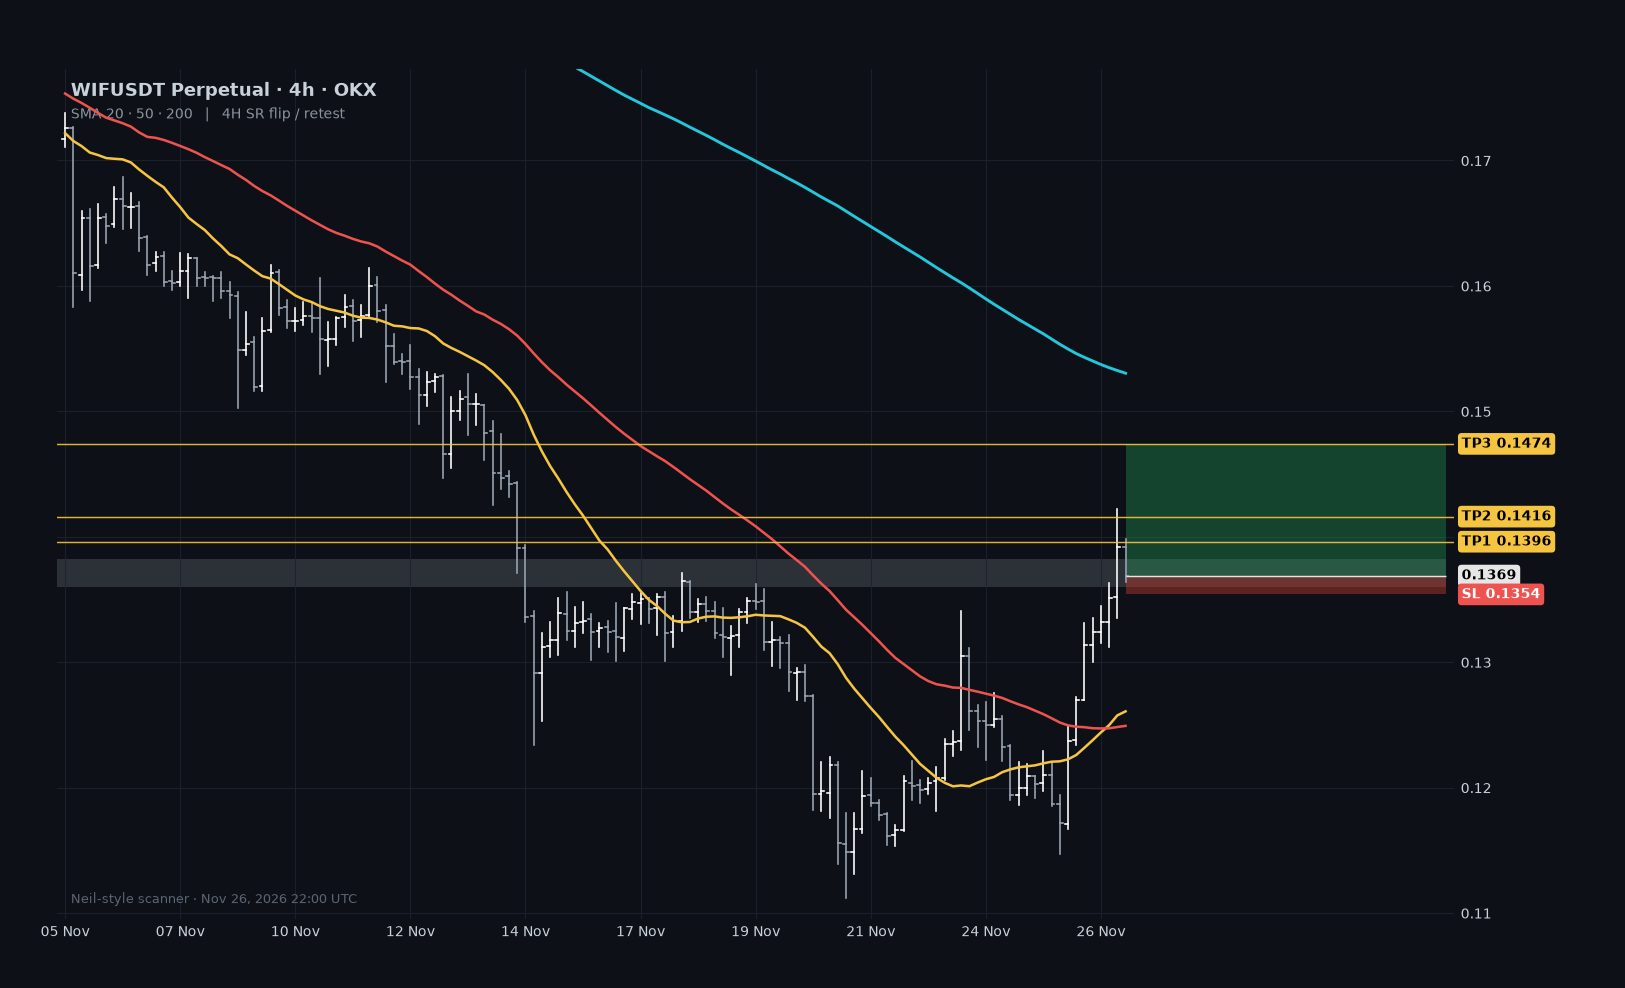 WIFUSDT Perpetual · 4h · OKX
SMA 20 · 50 · 200 | 4H SR flip / retest
0.17
0.16
0.15
TP3 0.1474
TP2 0.1416
TP1 0.1396
0.1369
SL 0.1354
0.13
0.12
0.11
Neil-style scanner · Nov 26, 2026 22:00 UTC
05 Nov 07 Nov 10 Nov 12 Nov 14 Nov 17 Nov 19 Nov 21 Nov 24 Nov 26 Nov